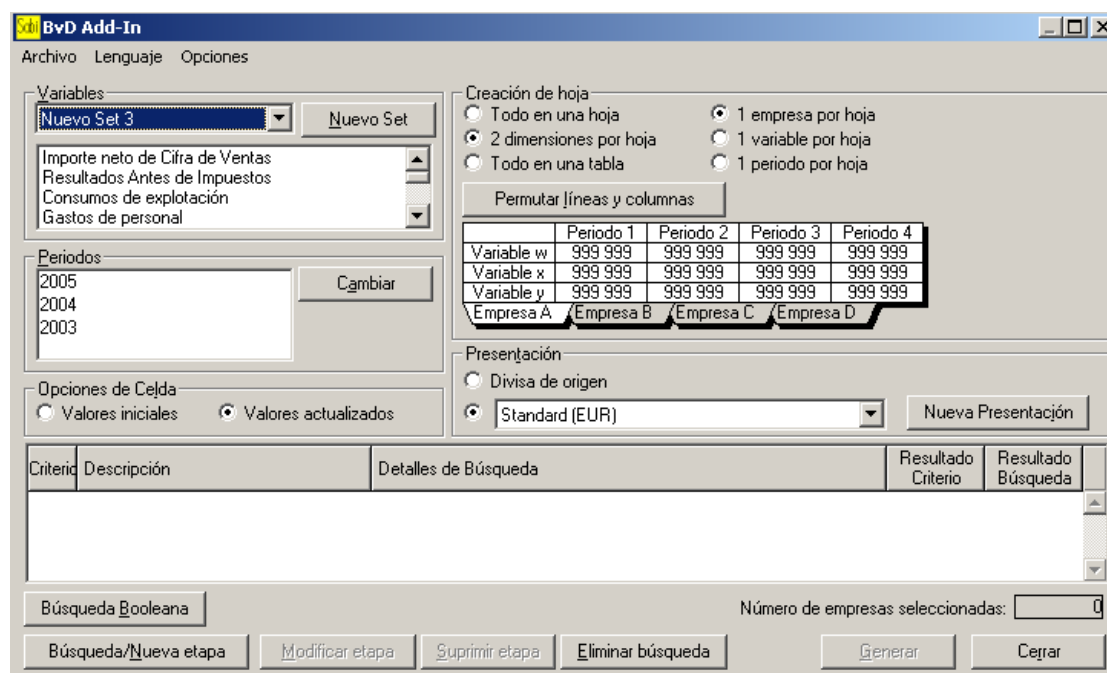 Sabi BvD Add-In
Archivo Lenguaje Opciones
Variables
Nuevo Set 3
Nuevo Set
Importe neto de Cifra de Ventas
Resultados Antes de Impuestos
Consumos de explotación
Gastos de personal
Periodos
2005
2004
2003
Cambiar
Opciones de Celda
Valores iniciales Valores actualizados
Creación de hoja
Todo en una hoja 1 empresa por hoja
2 dimensiones por hoja 1 variable por hoja
Todo en una tabla 1 periodo por hoja
Permutar líneas y columnas
Periodo 1 Periodo 2 Periodo 3 Periodo 4
Variable w 999 999 999 999 999 999 999 999
Variable x 999 999 999 999 999 999 999 999
Variable y 999 999 999 999 999 999 999 999
Empresa A Empresa B Empresa C Empresa D
Presentación
Divisa de origen
Standard (EUR) Nueva Presentación
Criterio Descripción Detalles de Búsqueda Resultado Criterio Resultado Búsqueda
Búsqueda Booleana Número de empresas seleccionadas: 0
Búsqueda/Nueva etapa Modificar etapa Suprimir etapa Eliminar búsqueda Generar Cerrar